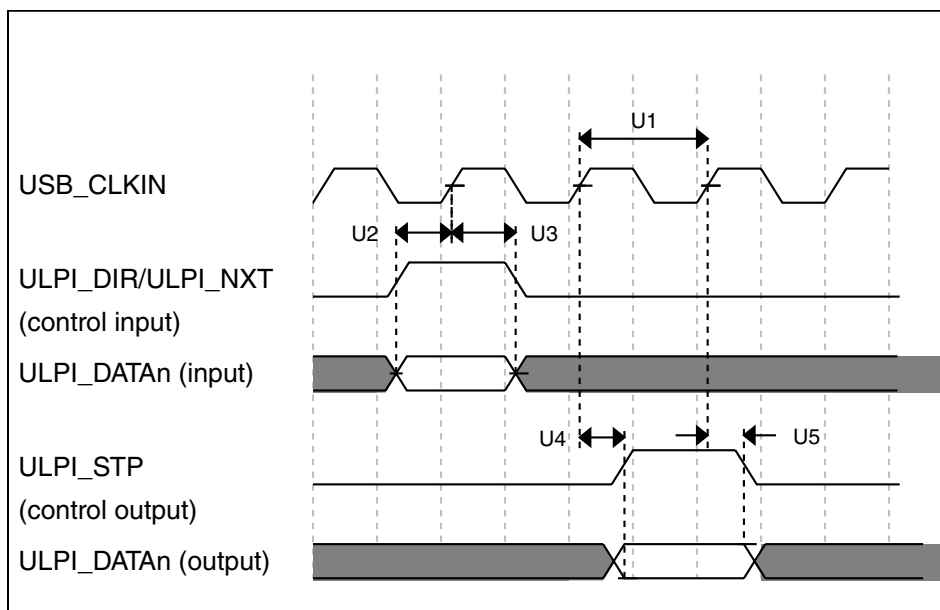 U1
USB_CLKIN
U2
U3
ULPI_DIR/ULPI_NXT
(control input)
ULPI_DATAn (input)
U4
U5
ULPI_STP
(control output)
ULPI_DATAn (output)